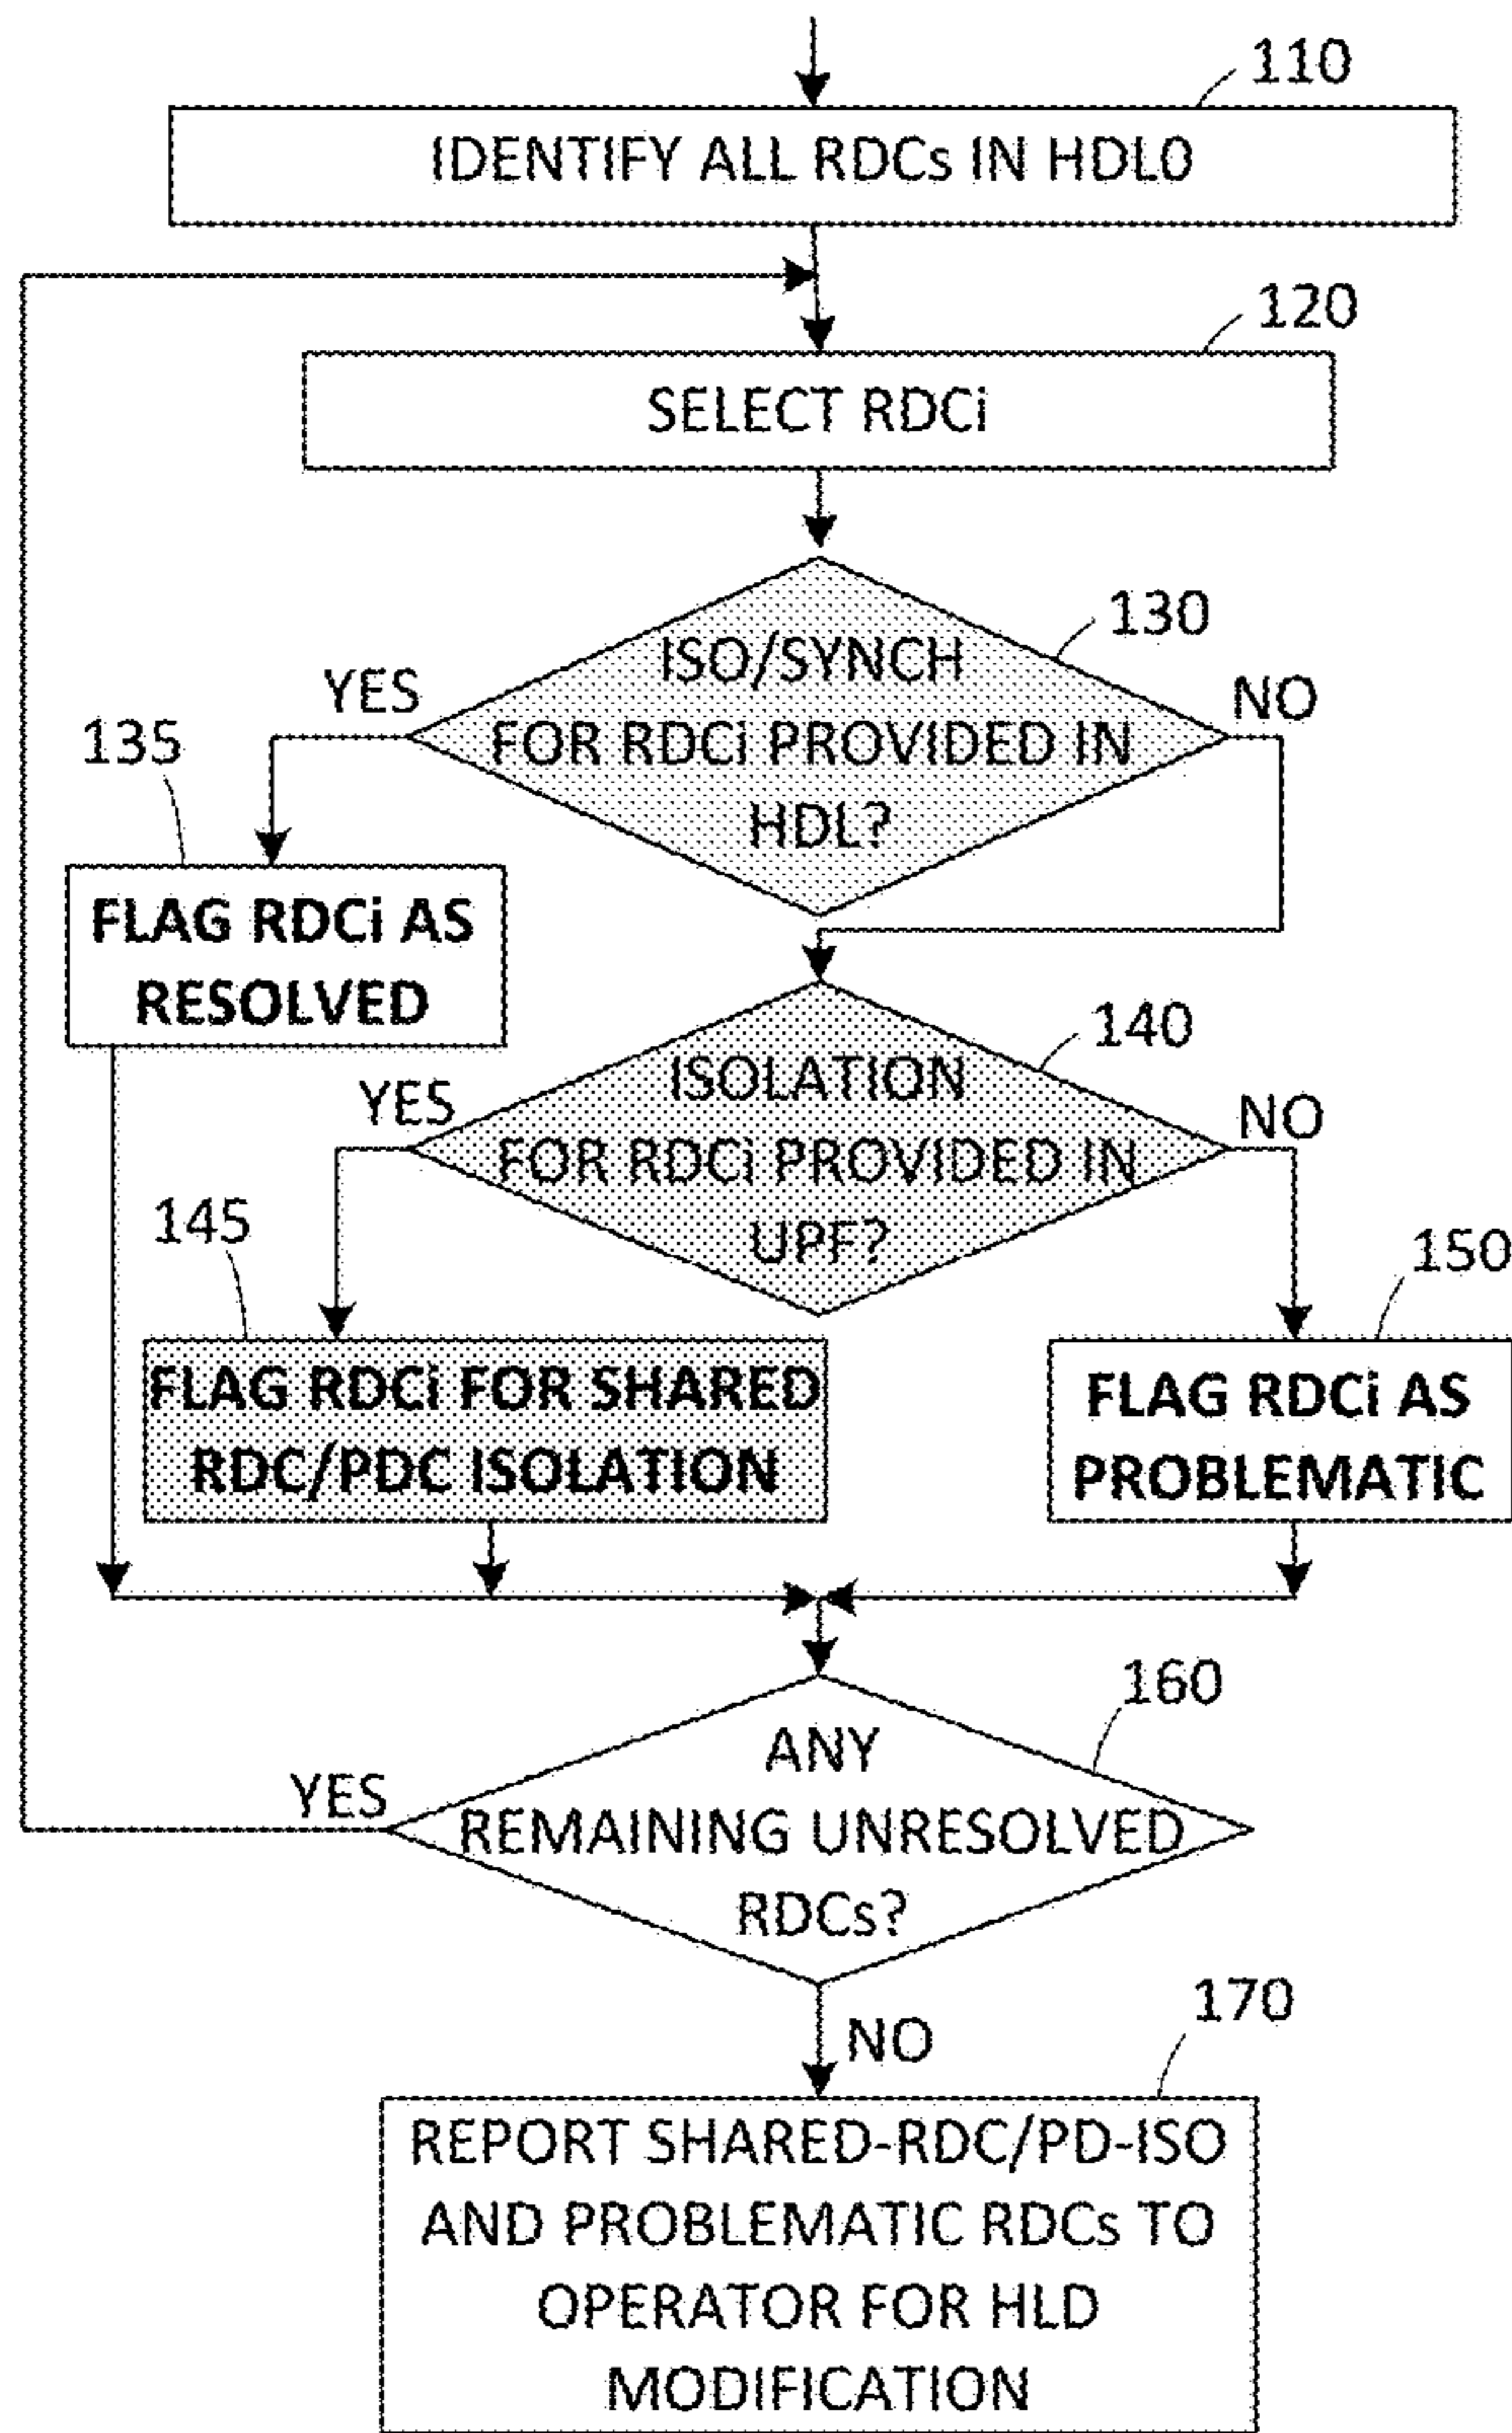 110
IDENTIFY ALL RDCs IN HDL0
120
SELECT RDCi
130
ISO/SYNCH
FOR RDCi PROVIDED IN
HDL?
YES
NO
135
FLAG RDCi AS
RESOLVED
140
ISOLATION
FOR RDCi PROVIDED IN
UPF?
YES
NO
145
FLAG RDCi FOR SHARED
RDC/PDC ISOLATION
150
FLAG RDCi AS
PROBLEMATIC
160
ANY
REMAINING UNRESOLVED
RDCs?
YES
NO
170
REPORT SHARED-RDC/PD-ISO
AND PROBLEMATIC RDCs TO
OPERATOR FOR HLD
MODIFICATION